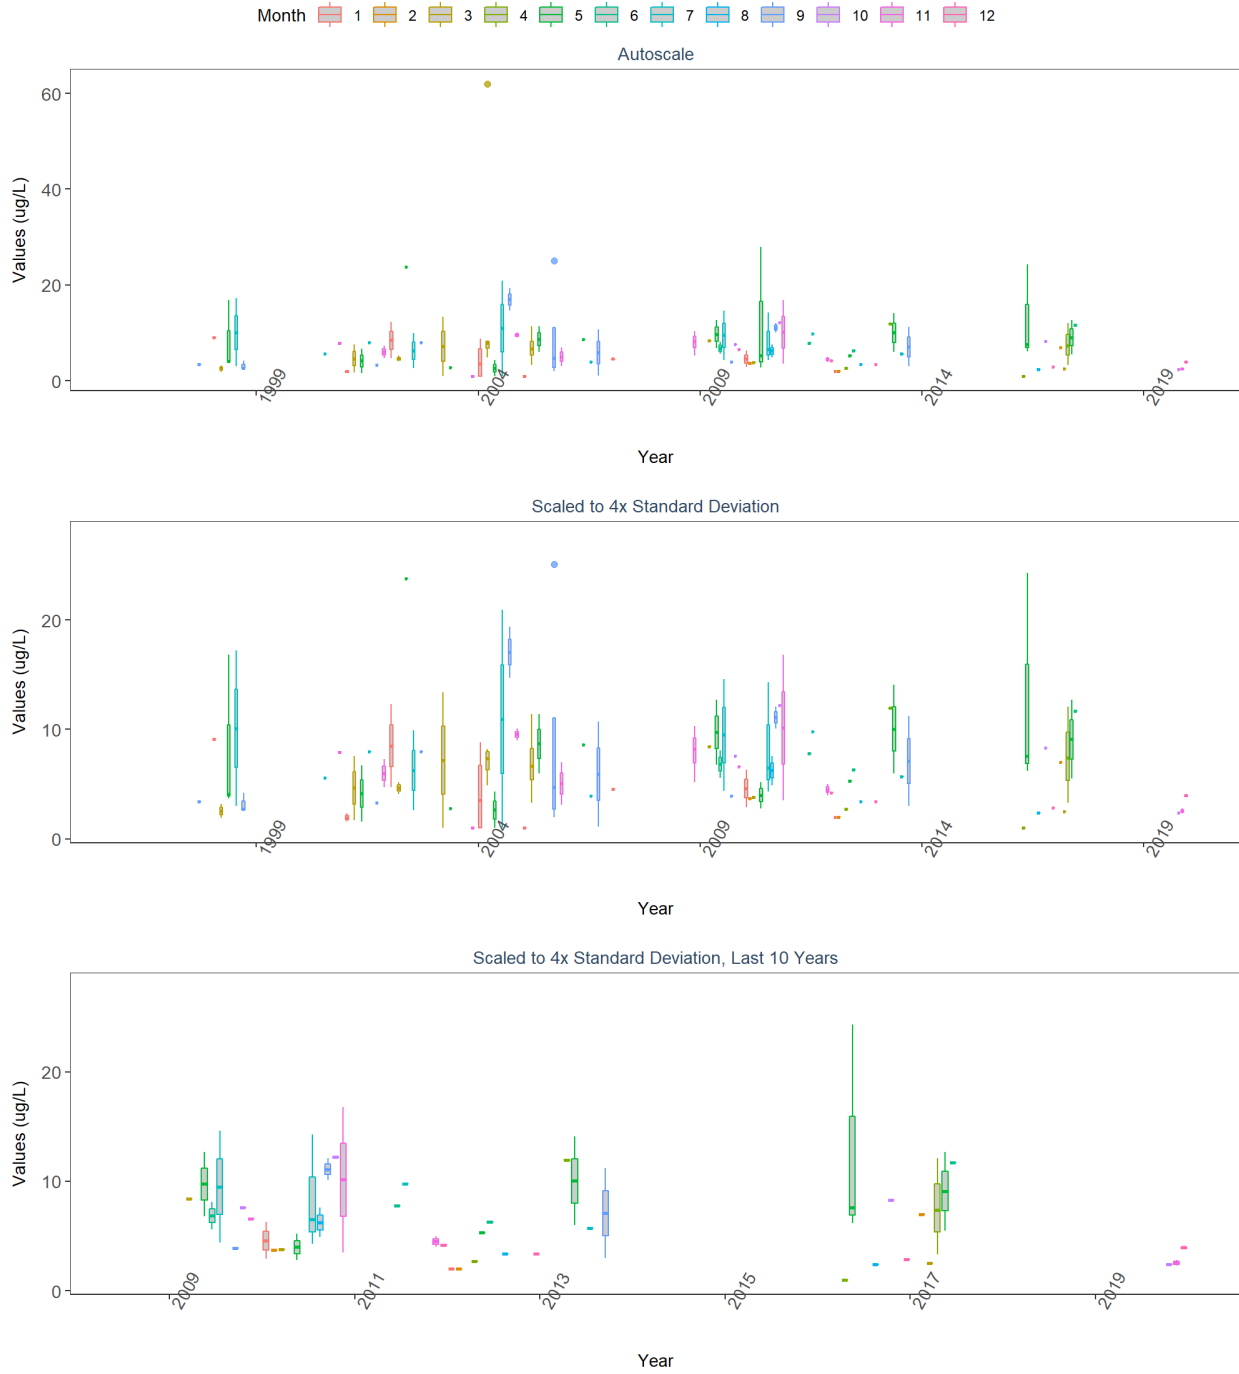 Month 1 2 3 4 5 6 7 8 9 10 11 12
Autoscale
Values (ug/L)
60
40
20
0
1999 2004 2009 2014 2019
Year
Scaled to 4x Standard Deviation
Values (ug/L)
20
10
0
1999 2004 2009 2014 2019
Year
Scaled to 4x Standard Deviation, Last 10 Years
Values (ug/L)
20
10
0
2009 2011 2013 2015 2017 2019
Year